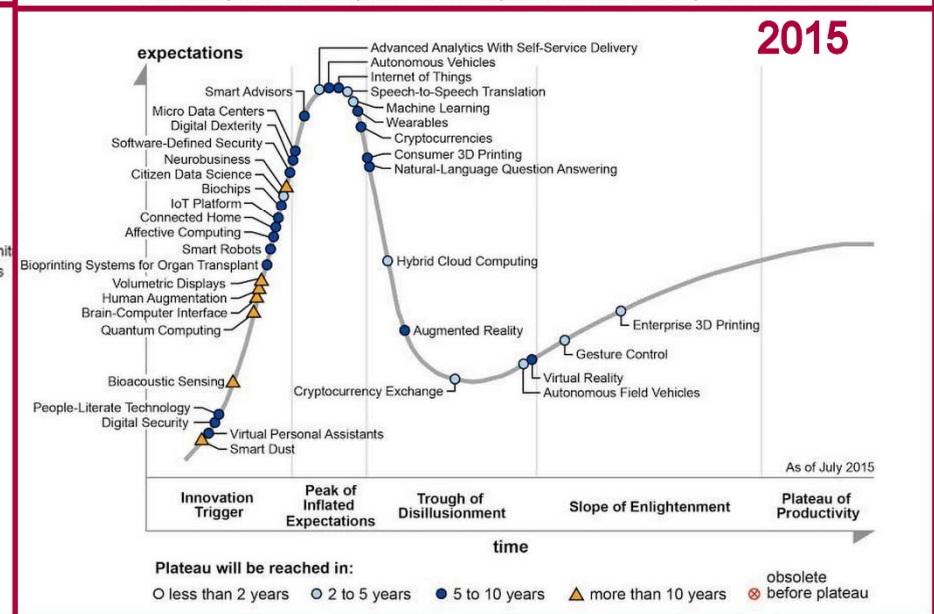 2015
expectations
Advanced Analytics With Self-Service Delivery
Autonomous Vehicles
Internet of Things
Speech-to-Speech Translation
Machine Learning
Wearables
Cryptocurrencies
Consumer 3D Printing
Natural-Language Question Answering
Smart Advisors
Micro Data Centers
Digital Dexterity
Software-Defined Security
Neurobusiness
Citizen Data Science
Biochips
IoT Platform
Connected Home
Affective Computing
Smart Robots
Bioprinting Systems for Organ Transplant
Volumetric Displays
Human Augmentation
Brain-Computer Interface
Quantum Computing
Bioacoustic Sensing
People-Literate Technology
Digital Security
Virtual Personal Assistants
Smart Dust
Hybrid Cloud Computing
Augmented Reality
Cryptocurrency Exchange
Enterprise 3D Printing
Gesture Control
Virtual Reality
Autonomous Field Vehicles
As of July 2015
Innovation
Trigger
Peak of
Inflated
Expectations
Trough of
Disillusionment
Slope of Enlightenment
Plateau of
Productivity
time
Plateau will be reached in:
less than 2 years
2 to 5 years
5 to 10 years
more than 10 years
obsolete
before plateau